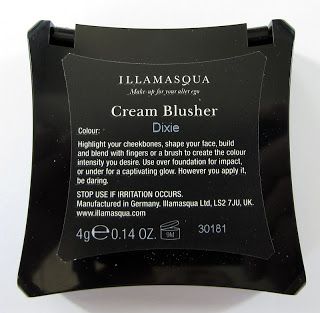 ILLAMASQUA
Make-up for your alter ego
Cream Blusher
Colour: Dixie
Highlight your cheekbones, shape your face, build
and blend with fingers or a brush to create the colour
intensity you desire. Use over foundation for impact,
or under for a captivating glow. However you apply it,
be daring.
STOP USE IF IRRITATION OCCURS.
Manufactured in Germany. Illamasqua Ltd, LS2 7JU, UK.
www.illamasqua.com
4g e 0.14 OZ. 9M 30181